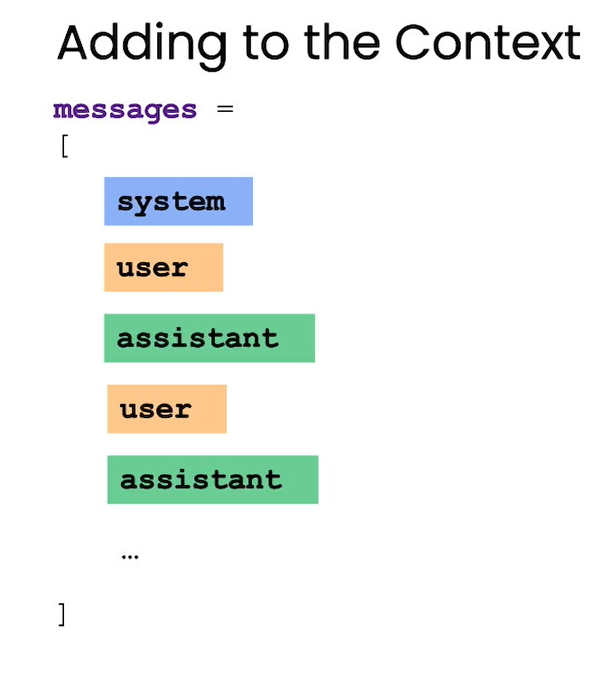 Adding to the Context
messages =
[
system
user
assistant
user
assistant
...
]